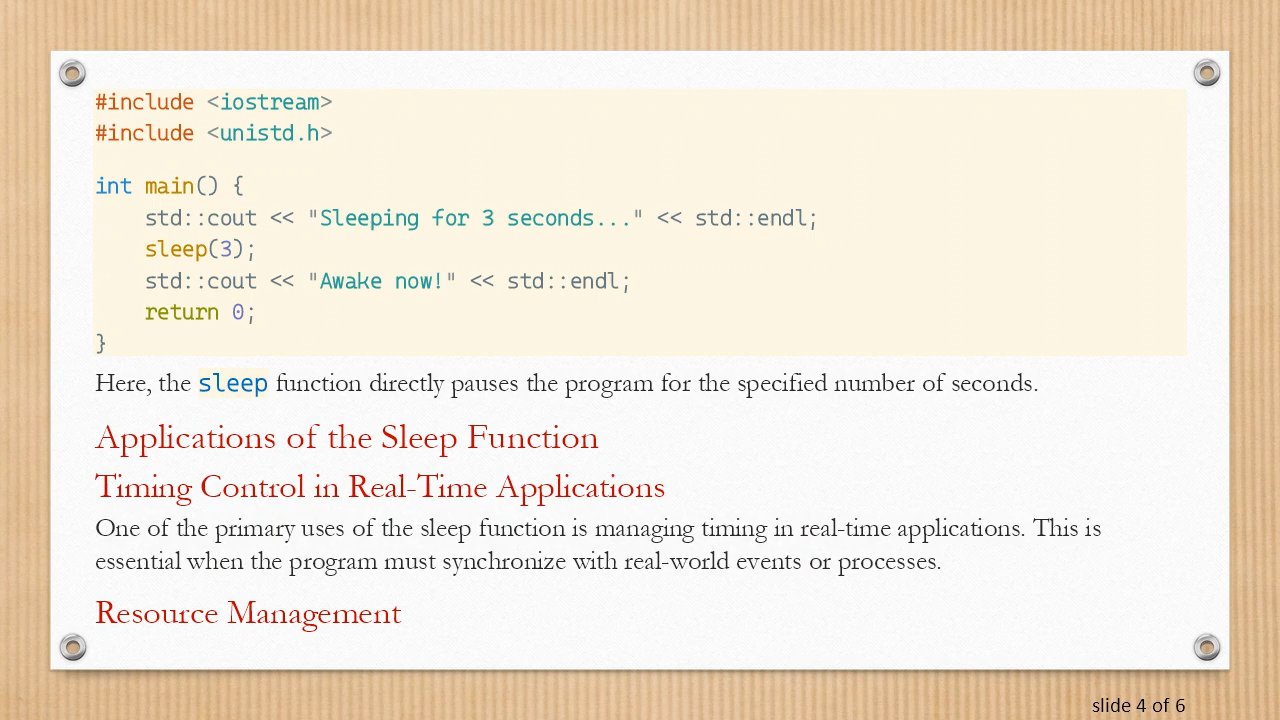 #include <iostream>
#include <unistd.h>
int main() {
    std::cout << "Sleeping for 3 seconds..." << std::endl;
    sleep(3);
    std::cout << "Awake now!" << std::endl;
    return 0;
}
Here, the sleep function directly pauses the program for the specified number of seconds.
Applications of the Sleep Function
Timing Control in Real-Time Applications
One of the primary uses of the sleep function is managing timing in real-time applications. This is
essential when the program must synchronize with real-world events or processes.
Resource Management
slide 4 of 6